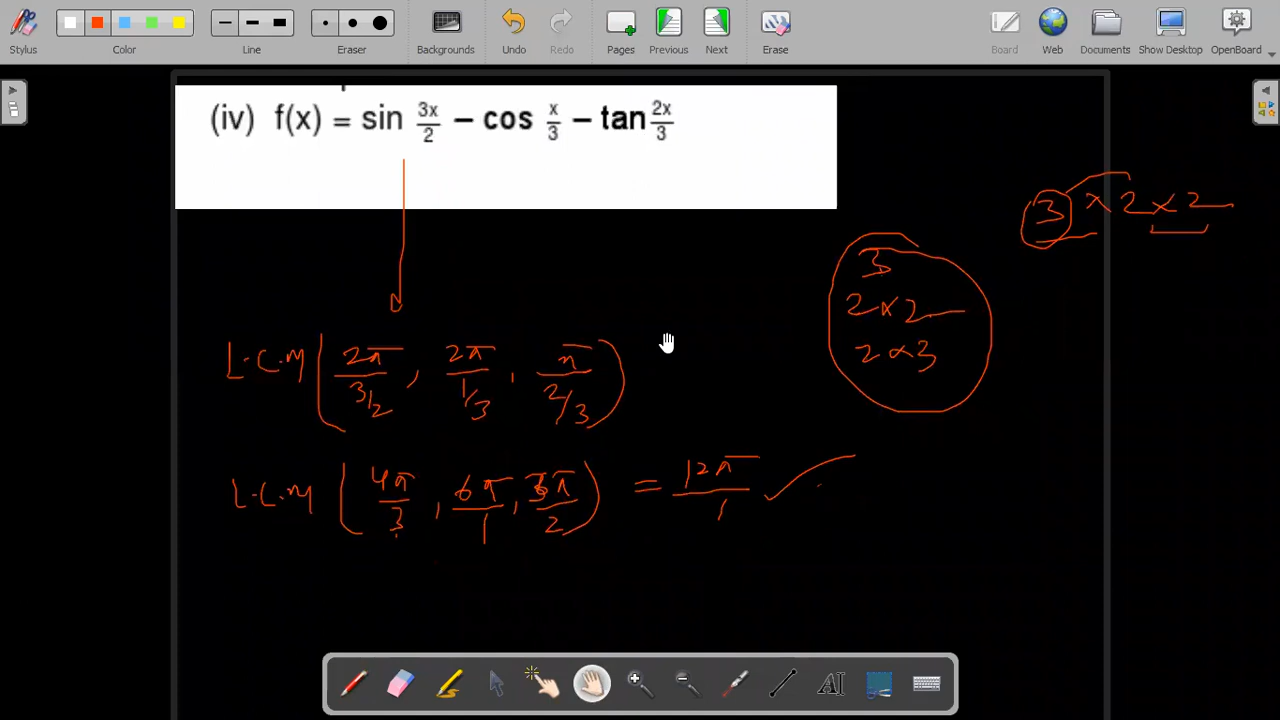 Stylus Color Line Eraser Backgrounds Undo Redo Pages Previous Next Erase Board Web Documents Show Desktop OpenBoard
(iv) f(x) = sin 3x/2 − cos x/3 − tan 2x/3
3 × 2 × 2
3
2 × 2
2 × 3
L.C.M (2π/3/2, 2π/1/3, π/2/3)
L.C.M (4π/3, 6π/1, 3π/2) = 12π/1 ✓